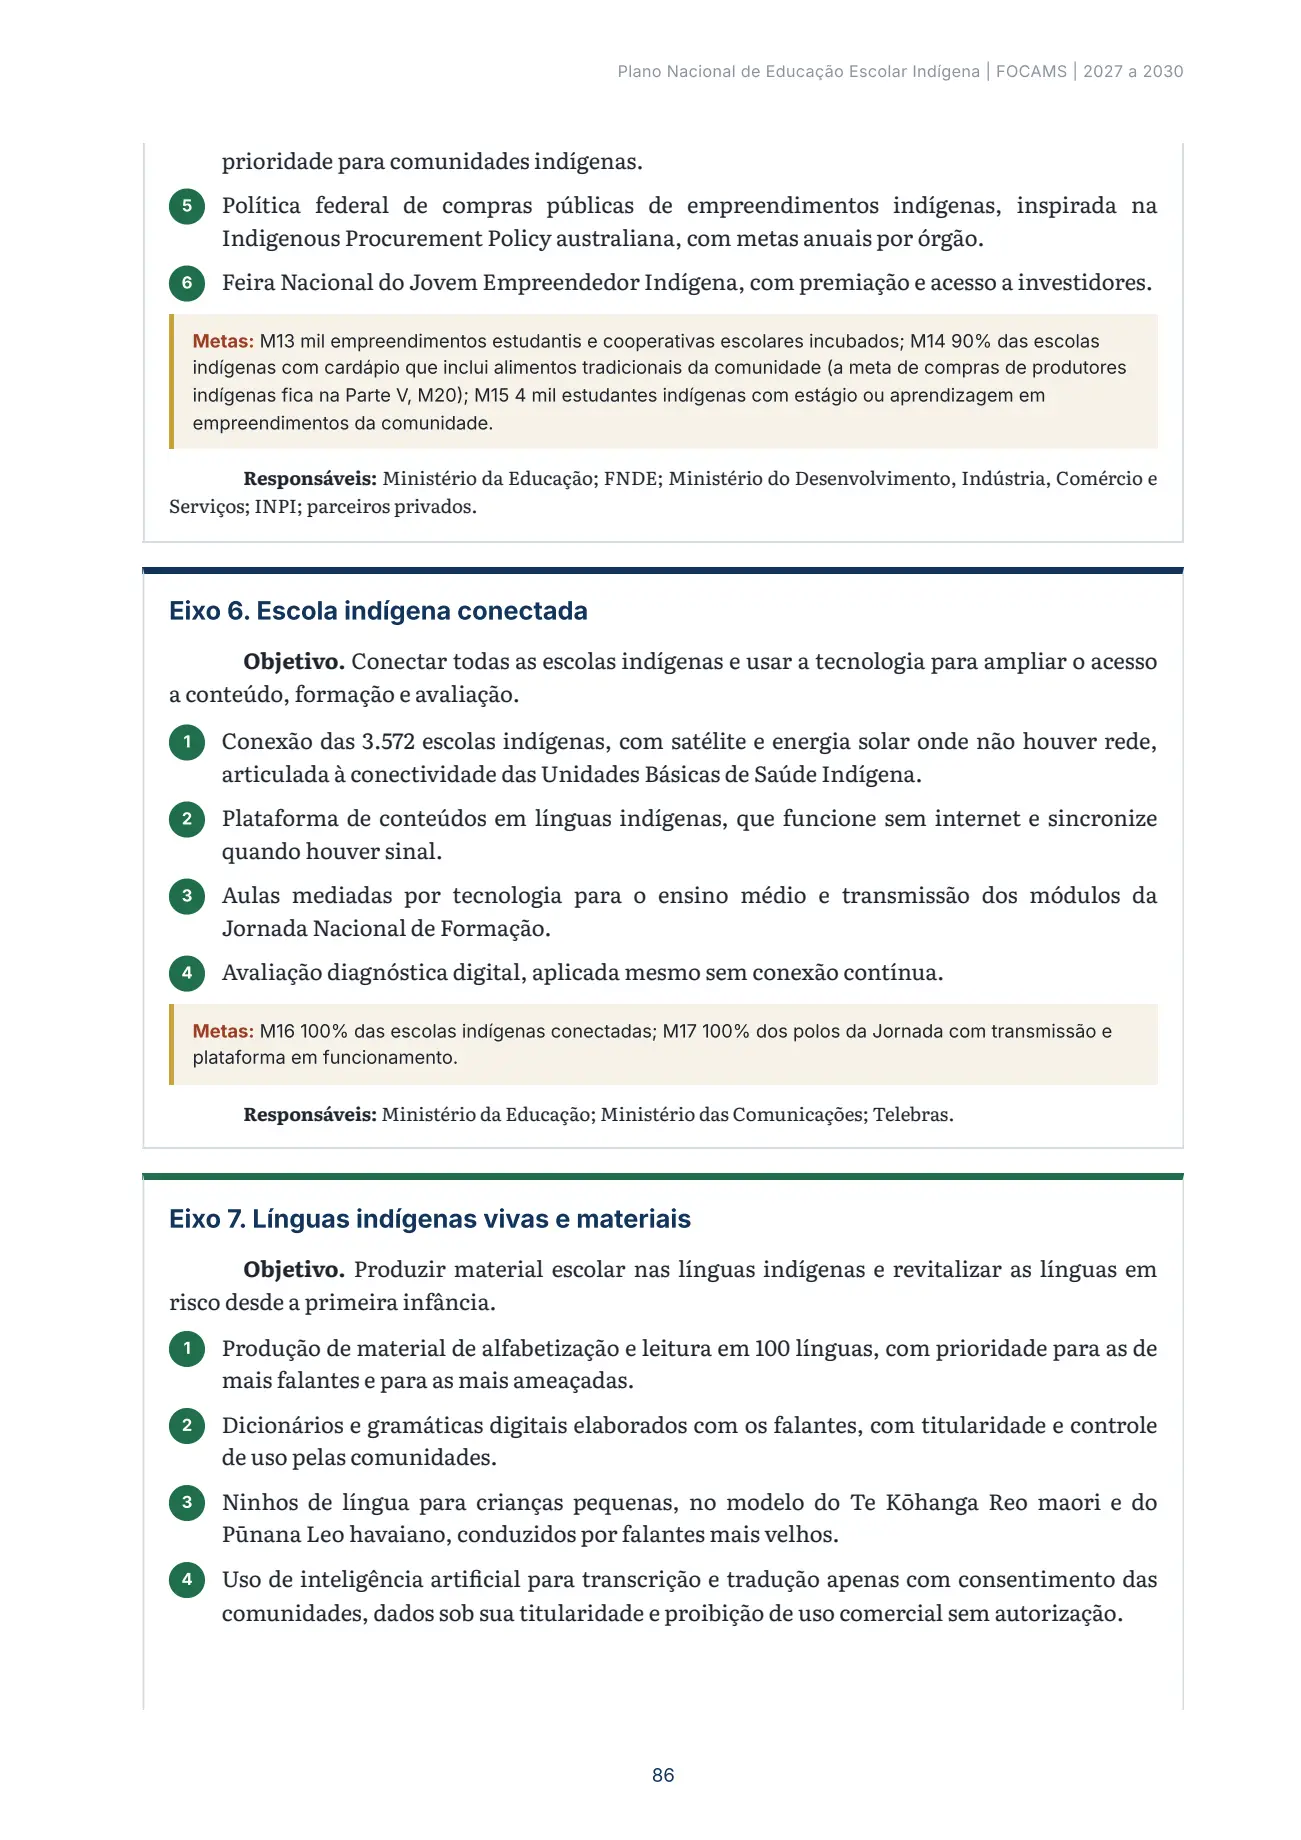 Plano Nacional de Educação Escolar Indígena | FOCAMS | 2027 a 2030
prioridade para comunidades indígenas.
5 Política federal de compras públicas de empreendimentos indígenas, inspirada na
Indigenous Procurement Policy australiana, com metas anuais por órgão.
6 Feira Nacional do Jovem Empreendedor Indígena, com premiação e acesso a investidores.
Metas: M13 mil empreendimentos estudantis e cooperativas escolares incubados; M14 90% das escolas
indígenas com cardápio que inclui alimentos tradicionais da comunidade (a meta de compras de produtores
indígenas fica na Parte V, M20); M15 4 mil estudantes indígenas com estágio ou aprendizagem em
empreendimentos da comunidade.
Responsáveis: Ministério da Educação; FNDE; Ministério do Desenvolvimento, Indústria, Comércio e
Serviços; INPI; parceiros privados.
Eixo 6. Escola indígena conectada
Objetivo. Conectar todas as escolas indígenas e usar a tecnologia para ampliar o acesso
a conteúdo, formação e avaliação.
1 Conexão das 3.572 escolas indígenas, com satélite e energia solar onde não houver rede,
articulada à conectividade das Unidades Básicas de Saúde Indígena.
2 Plataforma de conteúdos em línguas indígenas, que funcione sem internet e sincronize
quando houver sinal.
3 Aulas mediadas por tecnologia para o ensino médio e transmissão dos módulos da
Jornada Nacional de Formação.
4 Avaliação diagnóstica digital, aplicada mesmo sem conexão contínua.
Metas: M16 100% das escolas indígenas conectadas; M17 100% dos polos da Jornada com transmissão e
plataforma em funcionamento.
Responsáveis: Ministério da Educação; Ministério das Comunicações; Telebras.
Eixo 7. Línguas indígenas vivas e materiais
Objetivo. Produzir material escolar nas línguas indígenas e revitalizar as línguas em
risco desde a primeira infância.
1 Produção de material de alfabetização e leitura em 100 línguas, com prioridade para as de
mais falantes e para as mais ameaçadas.
2 Dicionários e gramáticas digitais elaborados com os falantes, com titularidade e controle
de uso pelas comunidades.
3 Ninhos de língua para crianças pequenas, no modelo do Te Kōhanga Reo maori e do
Pūnana Leo havaiano, conduzidos por falantes mais velhos.
4 Uso de inteligência artificial para transcrição e tradução apenas com consentimento das
comunidades, dados sob sua titularidade e proibição de uso comercial sem autorização.
86